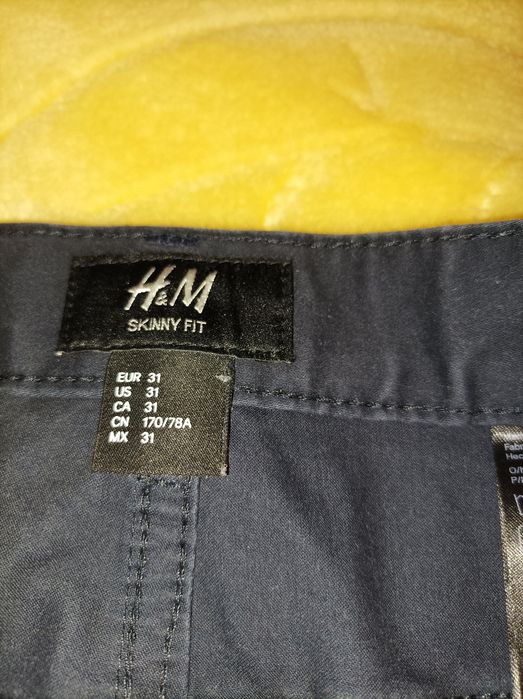 H&M
SKINNY FIT
EUR 31
US 31
CA 31
CN 170/78A
MX 31